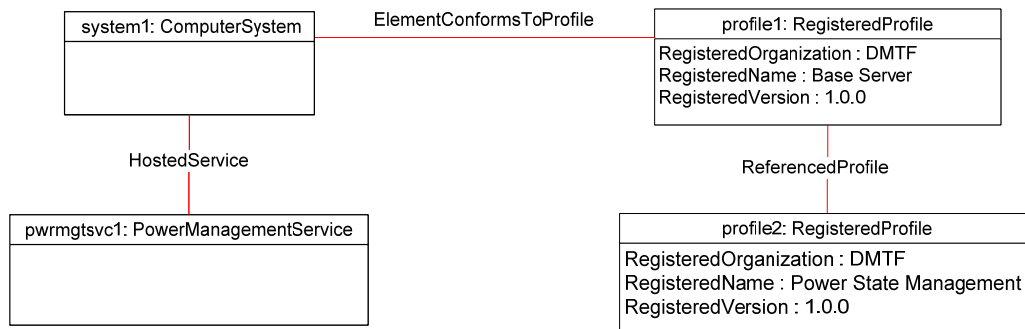 system1: ComputerSystem
ElementConformsToProfile
profile1: RegisteredProfile
RegisteredOrganization : DMTF
RegisteredName : Base Server
RegisteredVersion : 1.0.0
HostedService
ReferencedProfile
pwrmgtsvc1: PowerManagementService
profile2: RegisteredProfile
RegisteredOrganization : DMTF
RegisteredName : Power State Management
RegisteredVersion : 1.0.0